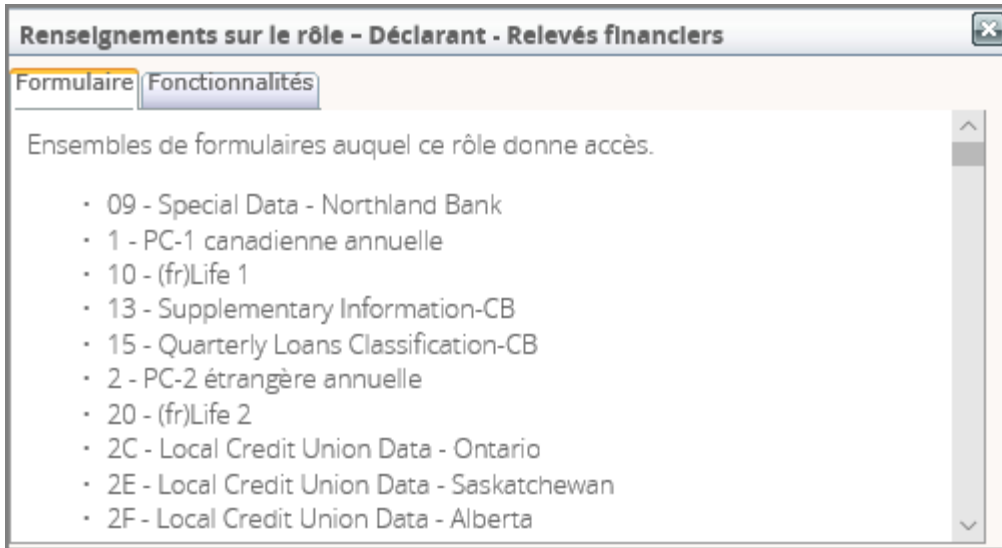 Renseignements sur le rôle – Déclarant - Relevés financiers
Formulaire Fonctionnalités
Ensembles de formulaires auquel ce rôle donne accès.
· 09 - Special Data - Northland Bank
· 1 - PC-1 canadienne annuelle
· 10 - (fr)Life 1
· 13 - Supplementary Information-CB
· 15 - Quarterly Loans Classification-CB
· 2 - PC-2 étrangère annuelle
· 20 - (fr)Life 2
· 2C - Local Credit Union Data - Ontario
· 2E - Local Credit Union Data - Saskatchewan
· 2F - Local Credit Union Data - Alberta